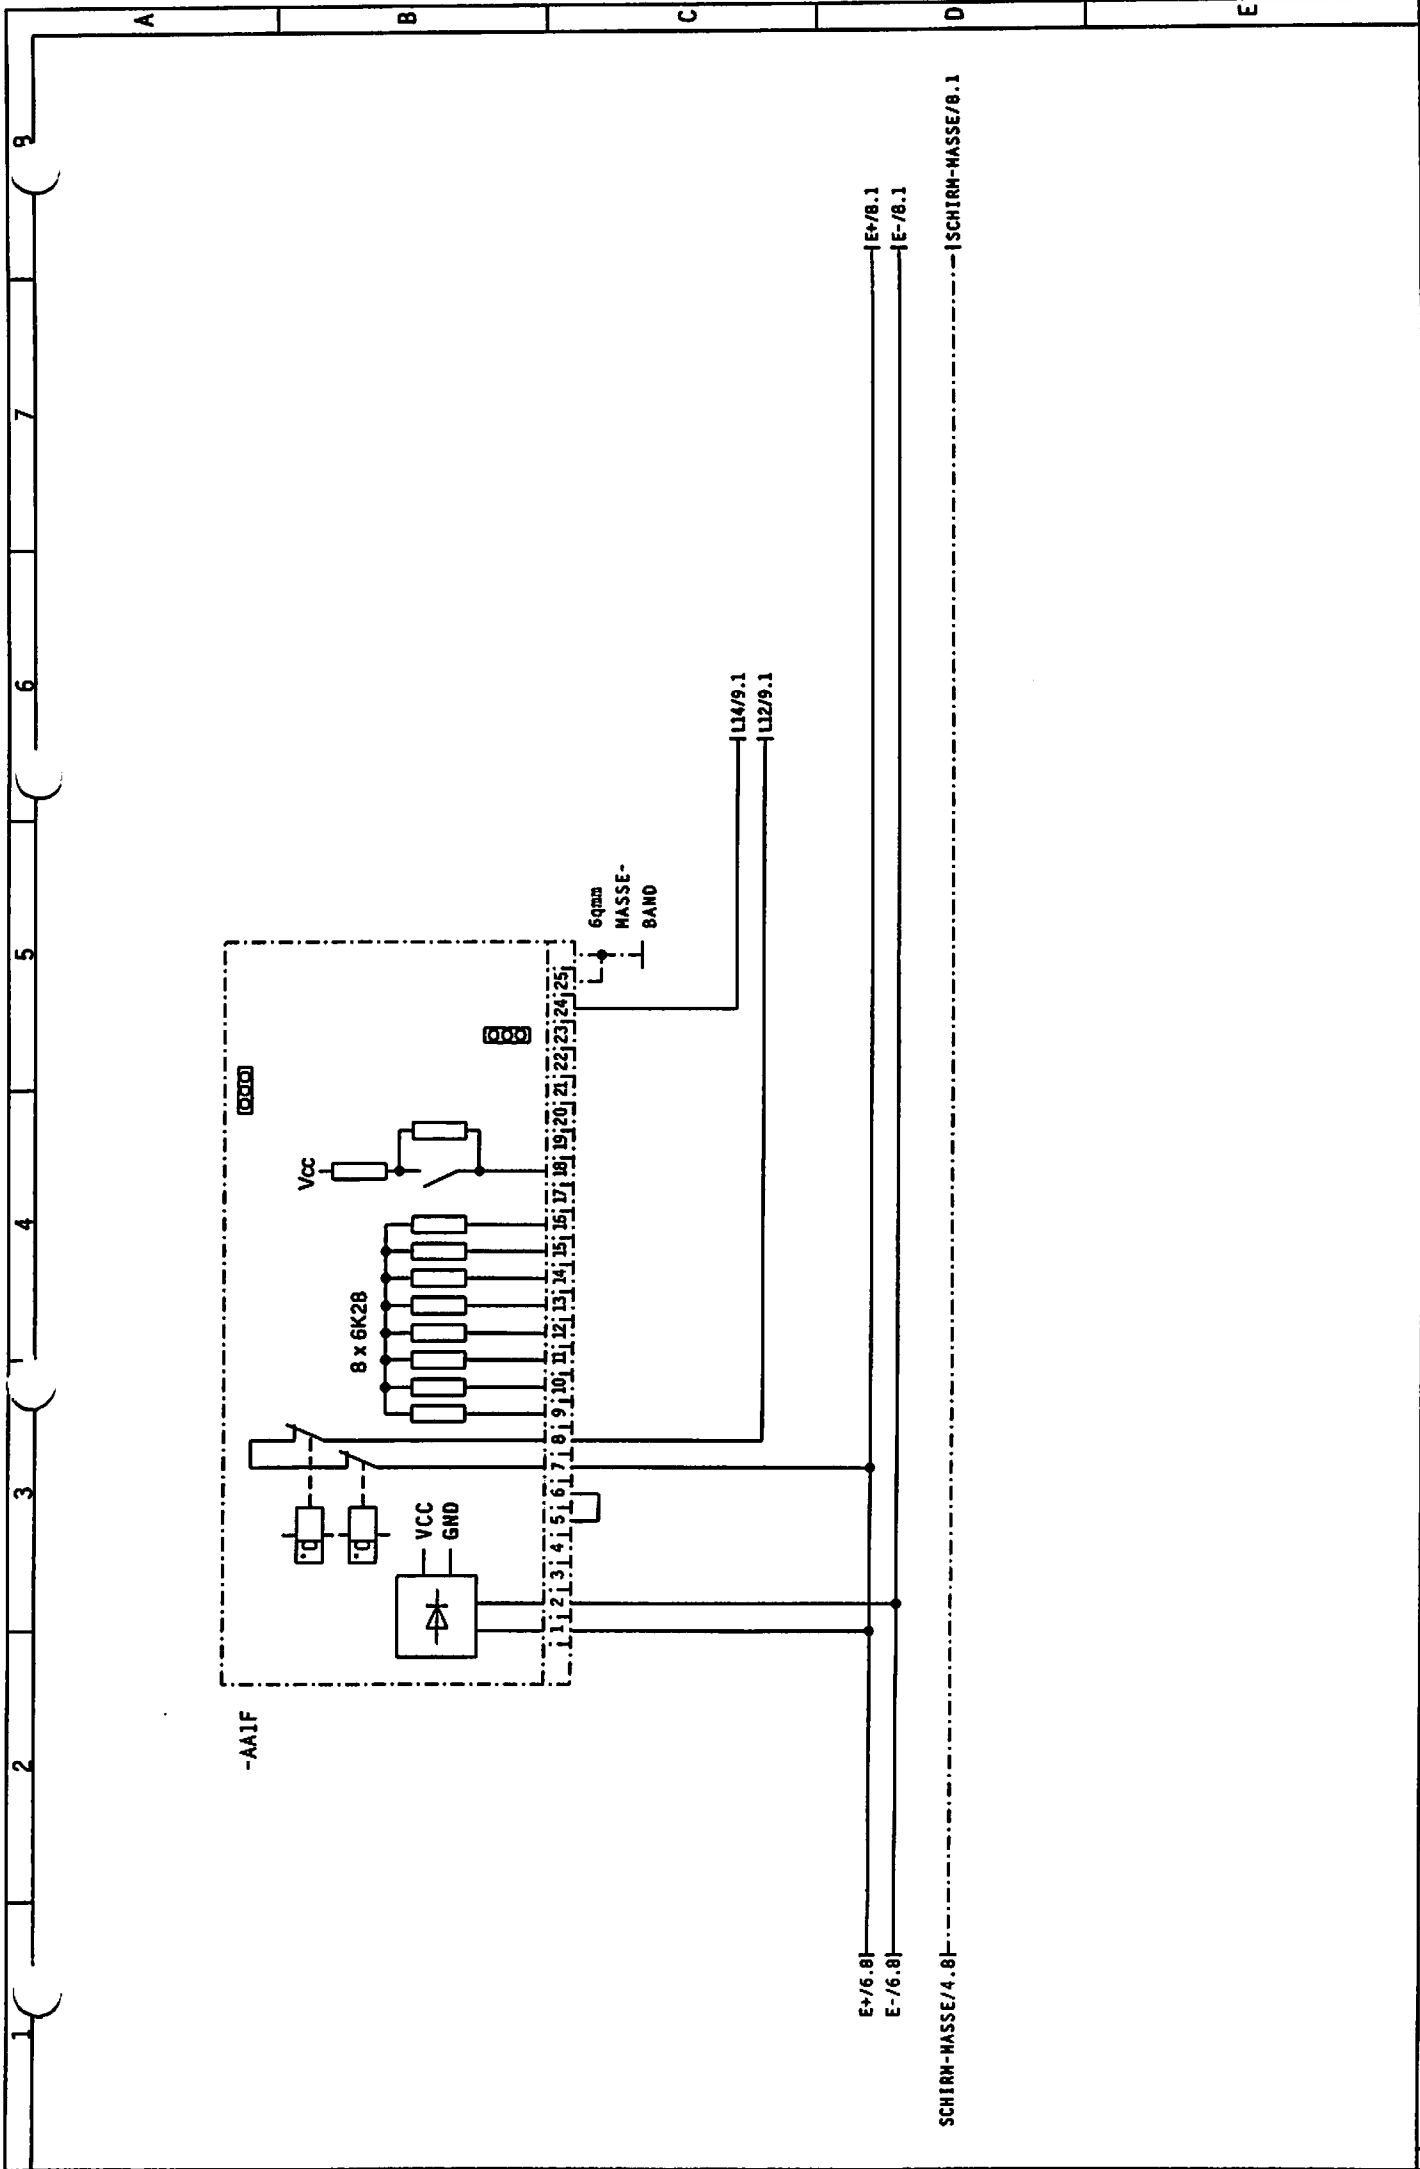 1 2 3 4 5 6 7 8
A
B
C
D
E
-AA1F
VCC
GND
8 x 6K28
Vcc
1 2 3 4 5 6 7 8 9 10 11 12 13 14 15 16 17 18 19 20 21 22 23 24 25
6qmm
MASSE-
BAND
L14/9.1
L12/9.1
E+/6.8
E+/8.1
E-/6.8
E-/8.1
SCHIRM-MASSE/4.8
SCHIRM-MASSE/8.1